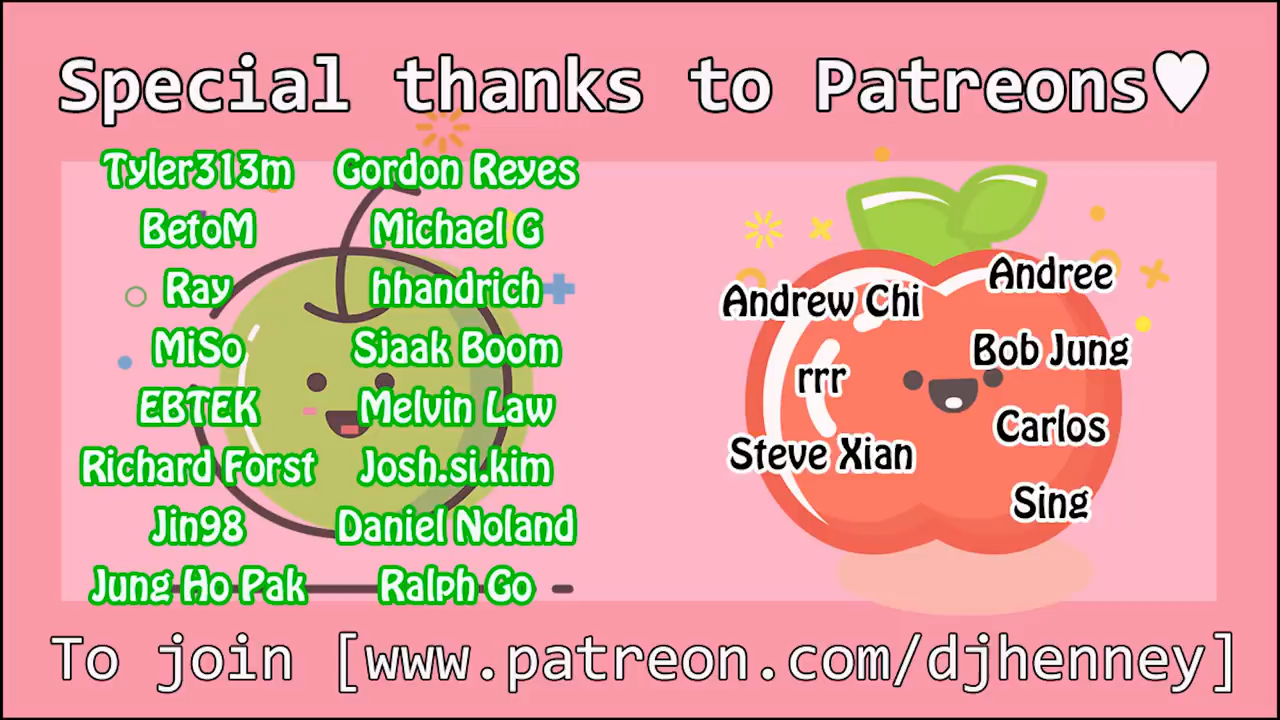 Special thanks to Patreons♥
Tyler313m
BetoM
Ray
MiSo
EBTEK
Richard Forst
Jin98
Jung Ho Pak
Gordon Reyes
Michael G
hhandrich
Sjaak Boom
Melvin Law
Josh.si.kim
Daniel Noland
Ralph Go
Andrew Chi
rrr
Steve Xian
Andree
Bob Jung
Carlos
Sing
To join [www.patreon.com/djhenney]